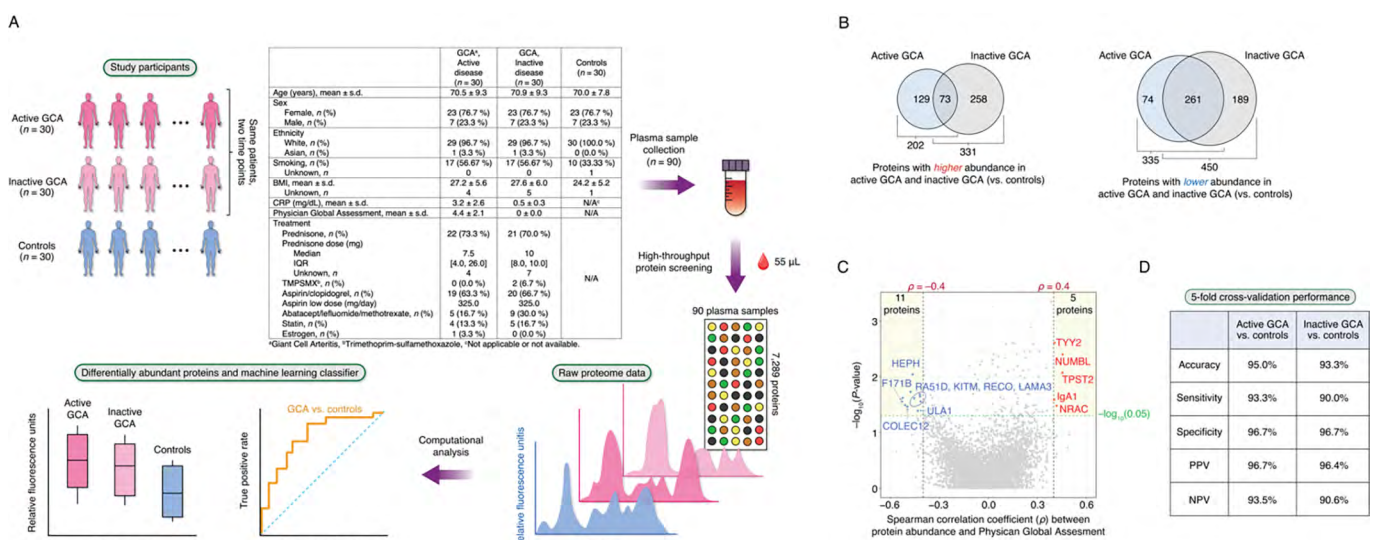 A
Study participants
Active GCA
(n = 30)
Inactive GCA
(n = 30)
Controls
(n = 30)
Same patients,
two time points
GCAᵃ, Active disease (n = 30) GCA, Inactive disease (n = 30) Controls (n = 30)
Age (years), mean ± s.d. 70.5 ± 9.3 70.9 ± 9.3 70.0 ± 7.8
Sex
Female, n (%) 23 (76.7 %) 23 (76.7 %) 23 (76.7 %)
Male, n (%) 7 (23.3 %) 7 (23.3 %) 7 (23.3 %)
Ethnicity
White, n (%) 29 (96.7 %) 29 (96.7 %) 30 (100.0 %)
Asian, n (%) 1 (3.3 %) 1 (3.3 %) 0 (0.0 %)
Smoking, n (%) 17 (56.67 %) 17 (56.67 %) 10 (33.33 %)
Unknown, n 0 0 1
BMI, mean ± s.d. 27.2 ± 5.6 27.6 ± 6.0 24.2 ± 5.2
Unknown, n 4 5 1
CRP (mg/dL), mean ± s.d. 3.2 ± 2.6 0.5 ± 0.3 N/Aᶜ
Physician Global Assessment, mean ± s.d. 4.4 ± 2.1 0 ± 0.0 N/A
Treatment
Prednisone, n (%) 22 (73.3 %) 21 (70.0 %)
Prednisone dose (mg)
Median 7.5 10
IQR [4.0, 26.0] [8.0, 10.0]
Unknown, n 4 7
N/A
TMPSMXᵇ, n (%) 0 (0.0 %) 2 (6.7 %)
Aspirin/clopidogrel, n (%) 19 (63.3 %) 20 (66.7 %)
Aspirin low dose (mg/day) 325.0 325.0
Abatacept/lefluomide/methotrexate, n (%) 5 (16.7 %) 9 (30.0 %)
Statin, n (%) 4 (13.3 %) 5 (16.7 %)
Estrogen, n (%) 1 (3.3 %) 0 (0.0 %)
ᵃGiant Cell Arteritis, ᵇTrimethoprim-sulfamethoxazole, ᶜNot applicable or not available.
Plasma sample
collection
(n = 90)
High-throughput
protein screening
55 µL
90 plasma samples
7,289 proteins
Raw proteome data
Relative fluorescence unitis
Computational
analysis
Differentially abundant proteins and machine learning classifier
Relative fluorescence units
Active
GCA
Inactive
GCA
Controls
True positive rate
GCA vs. controls
B
Active GCA Inactive GCA
129 73 258
202
331
Proteins with higher abundance in
active GCA and inactive GCA (vs. controls)
Active GCA Inactive GCA
74 261 189
335
450
Proteins with lower abundance in
active GCA and inactive GCA (vs. controls)
C
ρ = −0.4 ρ = 0.4
11
proteins
5
proteins
−log₁₀(P-value)
3
2
1
0
TYY2
NUMBL
TPST2
IgA1
NRAC
HEPH
F171B
RA51D, KITM, RECO, LAMA3
ULA1
COLEC12
−log₁₀(0.05)
−0.6 −0.3 0.0 0.3 0.6
Spearman correlation coefficient (ρ) between
protein abundance and Physican Global Assesment
D
5-fold cross-validation performance
Active GCA vs. controls Inactive GCA vs. controls
Accuracy 95.0% 93.3%
Sensitivity 93.3% 90.0%
Specificity 96.7% 96.7%
PPV 96.7% 96.4%
NPV 93.5% 90.6%